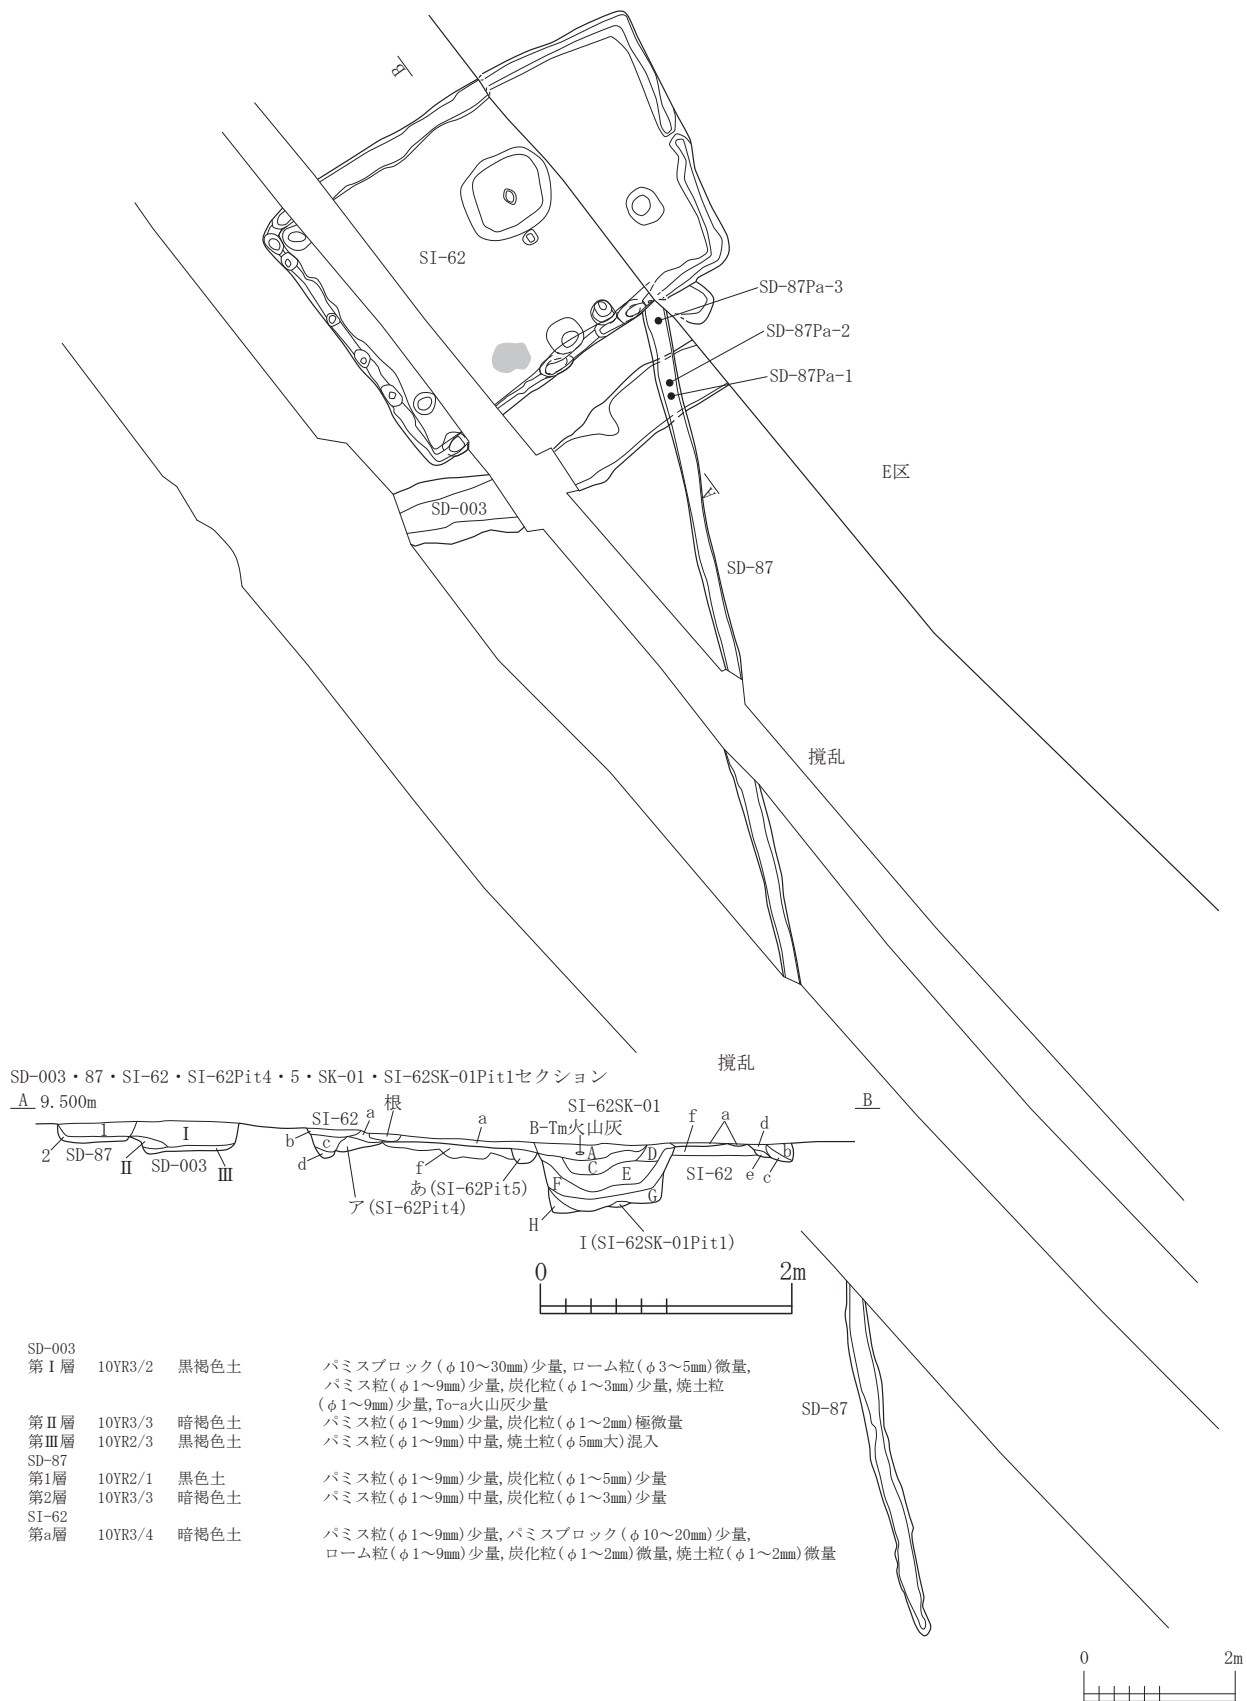 B
SI-62
SD-87Pa-3
SD-87Pa-2
SD-87Pa-1
E区
A
SD-003
SD-87
撹乱
撹乱
SD-003・87・SI-62・SI-62Pit4・5・SK-01・SI-62SK-01Pit1セクション
A 9.500m
B
根
SI-62SK-01
B-Tm火山灰
SI-62
a
a
f
a
d
1
I
b
c
A
D
b
2
SD-87
II
SD-003
III
d
f
C
E
SI-62
e
c
あ(SI-62Pit5)
F
G
ア(SI-62Pit4)
H
I(SI-62SK-01Pit1)
0
2m
SD-003
第Ⅰ層 10YR3/2 黒褐色土 パミスブロック(φ10～30㎜)少量,ローム粒(φ3～5㎜)微量,
パミス粒(φ1～9㎜)少量,炭化粒(φ1～3㎜)少量,焼土粒
(φ1～9㎜)少量,To-a火山灰少量
第Ⅱ層 10YR3/3 暗褐色土 パミス粒(φ1～9㎜)少量,炭化粒(φ1～2㎜)極微量
第Ⅲ層 10YR2/3 黒褐色土 パミス粒(φ1～9㎜)中量,焼土粒(φ5㎜大)混入
SD-87
第1層 10YR2/1 黒色土 パミス粒(φ1～9㎜)少量,炭化粒(φ1～5㎜)少量
第2層 10YR3/3 暗褐色土 パミス粒(φ1～9㎜)中量,炭化粒(φ1～3㎜)少量
SI-62
第a層 10YR3/4 暗褐色土 パミス粒(φ1～9㎜)少量,パミスブロック(φ10～20㎜)少量,
ローム粒(φ1～9㎜)少量,炭化粒(φ1～2㎜)微量,焼土粒(φ1～2㎜)微量
SD-87
0
2m